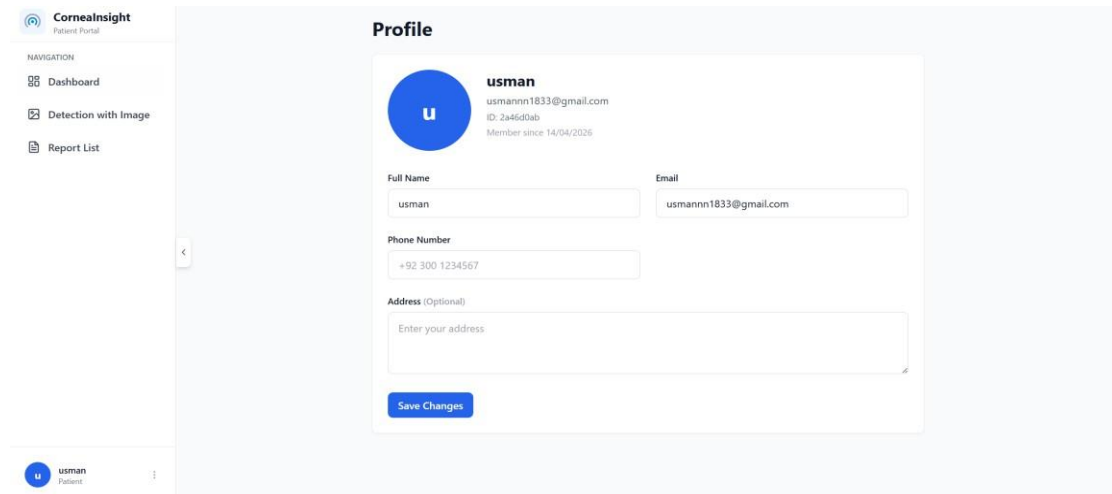 CorneaInsight
Patient Portal
NAVIGATION
Dashboard
Detection with Image
Report List
u
usman
Patient
Profile
u
usman
usmannn1833@gmail.com
ID: 2a46d0ab
Member since 14/04/2026
Full Name
Email
usman
usmannn1833@gmail.com
Phone Number
+92 300 1234567
Address (Optional)
Enter your address
Save Changes